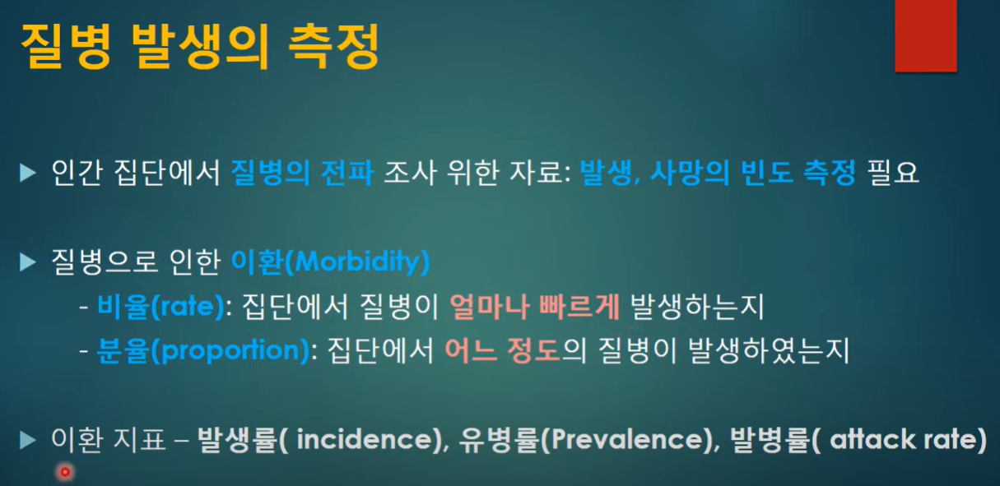 질병 발생의 측정
▶ 인간 집단에서 질병의 전파 조사 위한 자료: 발생, 사망의 빈도 측정 필요
▶ 질병으로 인한 이환(Morbidity)
- 비율(rate): 집단에서 질병이 얼마나 빠르게 발생하는지
- 분율(proportion): 집단에서 어느 정도의 질병이 발생하였는지
▶ 이환 지표 – 발생률( incidence), 유병률(Prevalence), 발병률( attack rate)